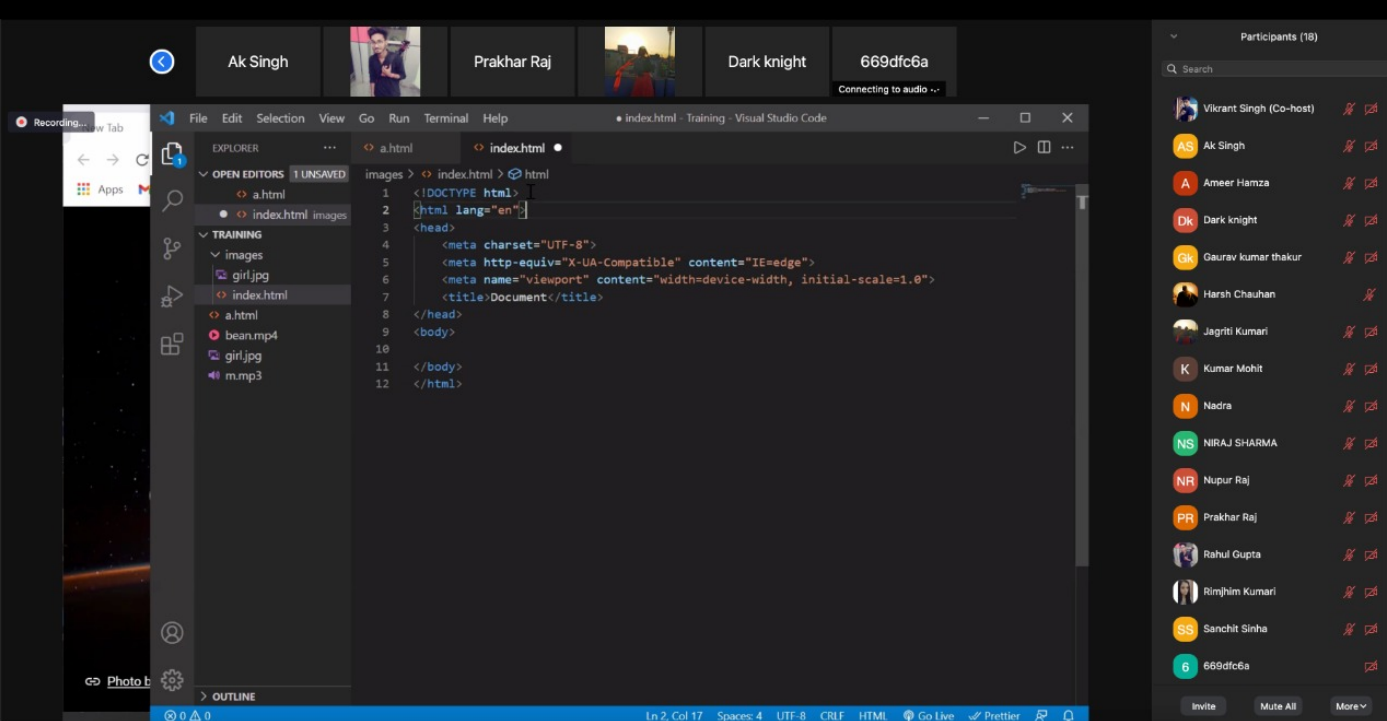 Participants (18)
Search
Ak Singh
Prakhar Raj
Dark knight
669dfc6a
Connecting to audio
Recording...
w Tab
Apps
File Edit Selection View Go Run Terminal Help
● index.html - Training - Visual Studio Code
EXPLORER
OPEN EDITORS 1 UNSAVED
a.html
index.html images
TRAINING
images
girl.jpg
index.html
a.html
bean.mp4
girl.jpg
m.mp3
OUTLINE
a.html index.html
images > index.html > html
1 <!DOCTYPE html>
2 <html lang="en">
3 <head>
4 <meta charset="UTF-8">
5 <meta http-equiv="X-UA-Compatible" content="IE=edge">
6 <meta name="viewport" content="width=device-width, initial-scale=1.0">
7 <title>Document</title>
8 </head>
9 <body>
10
11 </body>
12 </html>
1
T
Photo b
0 0
Ln 2, Col 17 Spaces: 4 UTF-8 CRLF HTML Go Live Prettier
Vikrant Singh (Co-host)
AS Ak Singh
A Ameer Hamza
Dk Dark knight
Gk Gaurav kumar thakur
Harsh Chauhan
Jagriti Kumari
K Kumar Mohit
N Nadra
NS NIRAJ SHARMA
NR Nupur Raj
PR Prakhar Raj
Rahul Gupta
Rimjhim Kumari
SS Sanchit Sinha
6 669dfc6a
Invite Mute All More